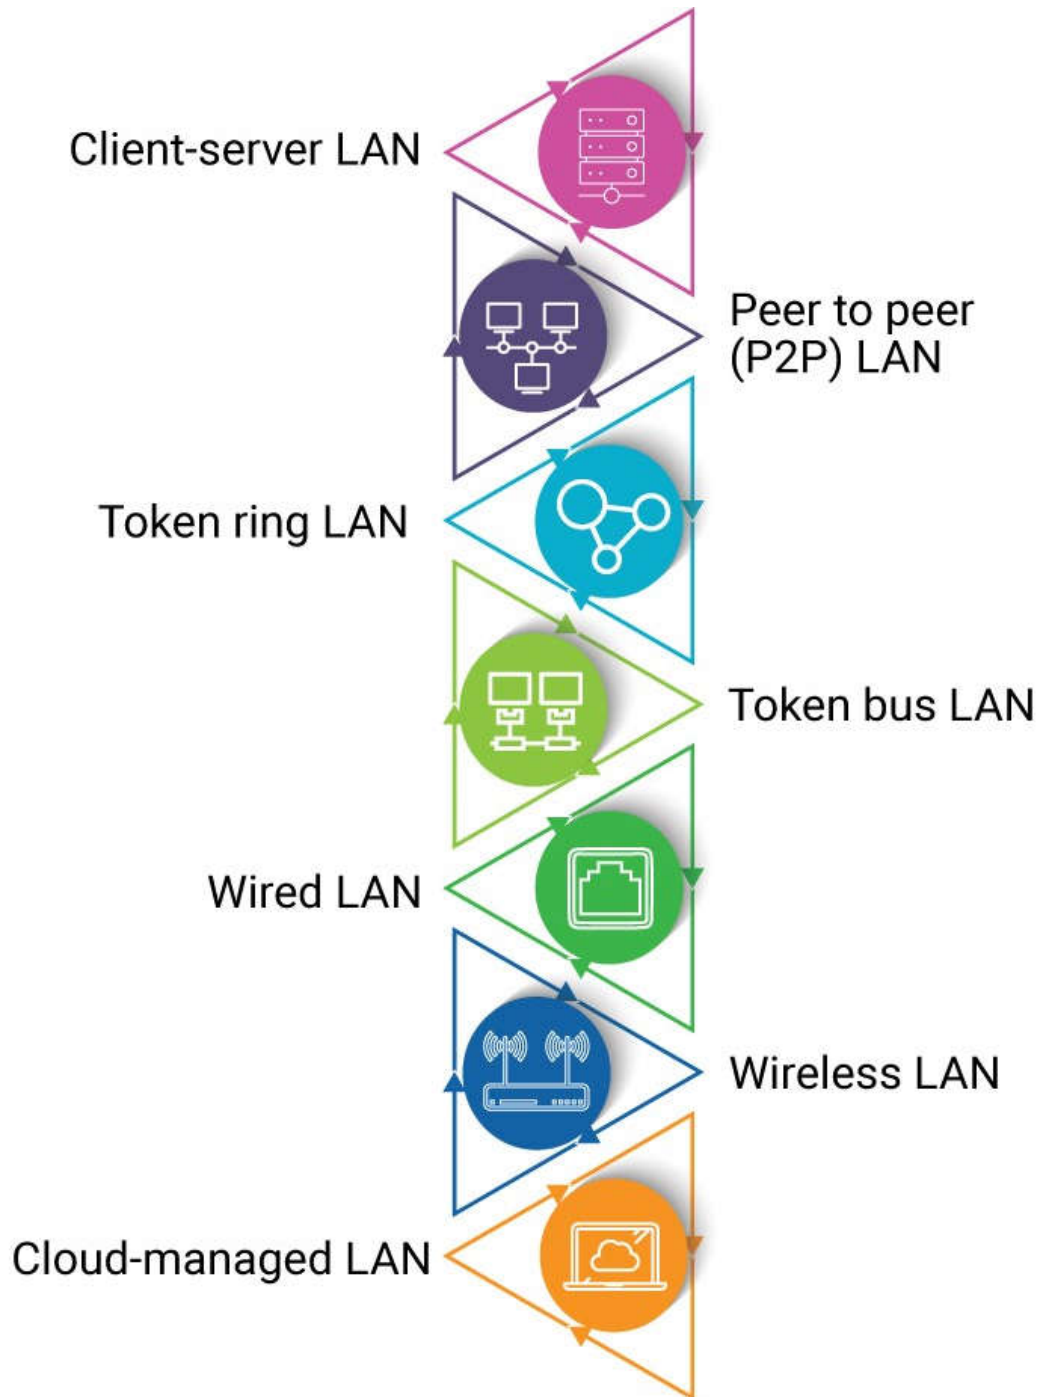 Client-server LAN
Peer to peer
(P2P) LAN
Token ring LAN
Token bus LAN
Wired LAN
Wireless LAN
Cloud-managed LAN